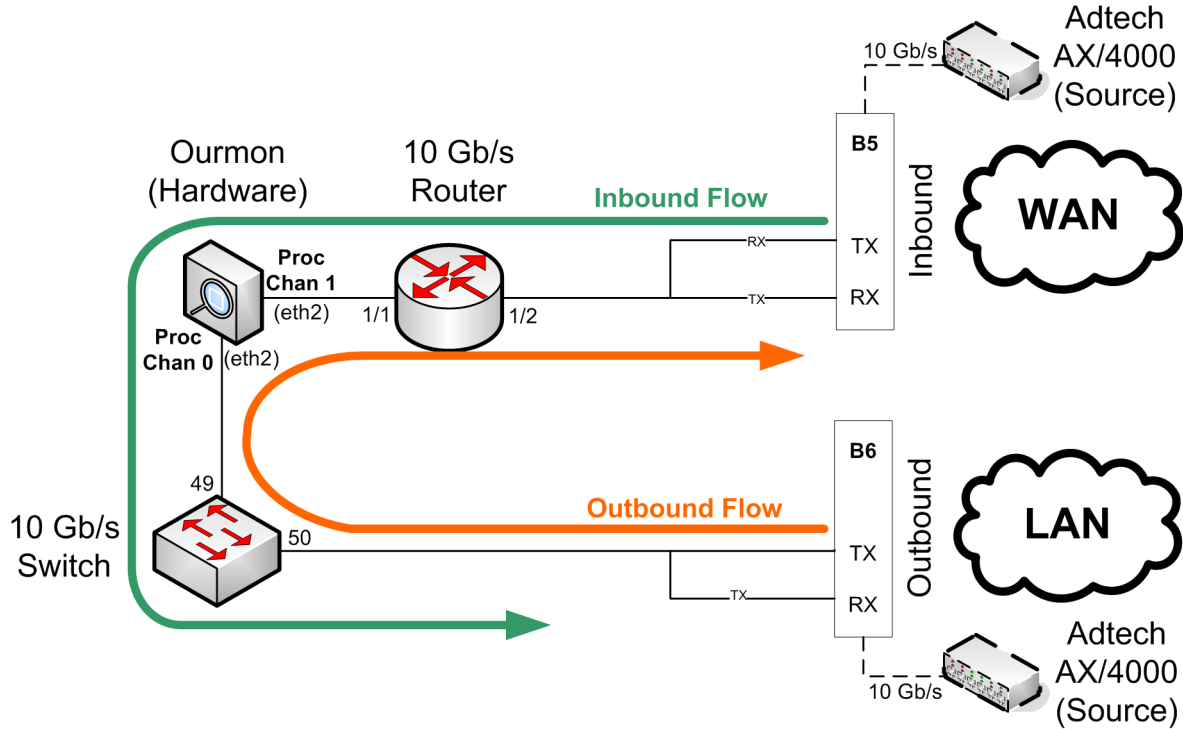 Adtech
AX/4000
(Source)
10 Gb/s
B5
Inbound
WAN
Ourmon
(Hardware)
10 Gb/s
Router
Inbound Flow
RX
TX
Proc
Chan 1
(eth2)
1/1
1/2
TX
RX
Proc
Chan 0
(eth2)
B6
Outbound
LAN
49
10 Gb/s
Switch
50
Outbound Flow
TX
TX
RX
10 Gb/s
Adtech
AX/4000
(Source)